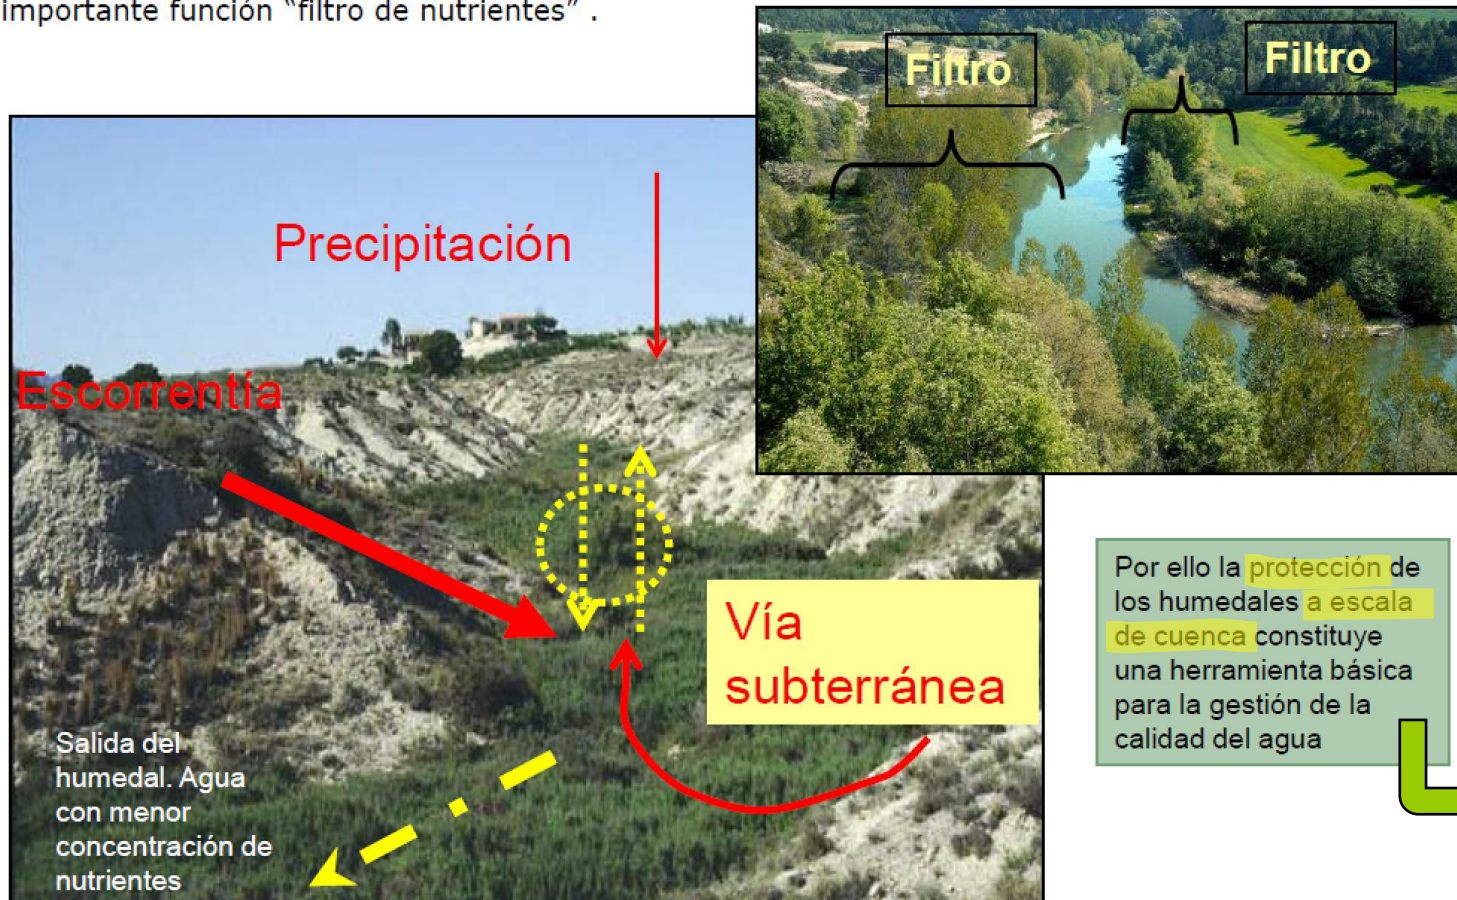 importante función “filtro de nutrientes” .
Filtro
Filtro
Precipitación
Escorrentía
Vía
subterránea
Salida del
humedal. Agua
con menor
concentración de
nutrientes
Por ello la protección de
los humedales a escala
de cuenca constituye
una herramienta básica
para la gestión de la
calidad del agua